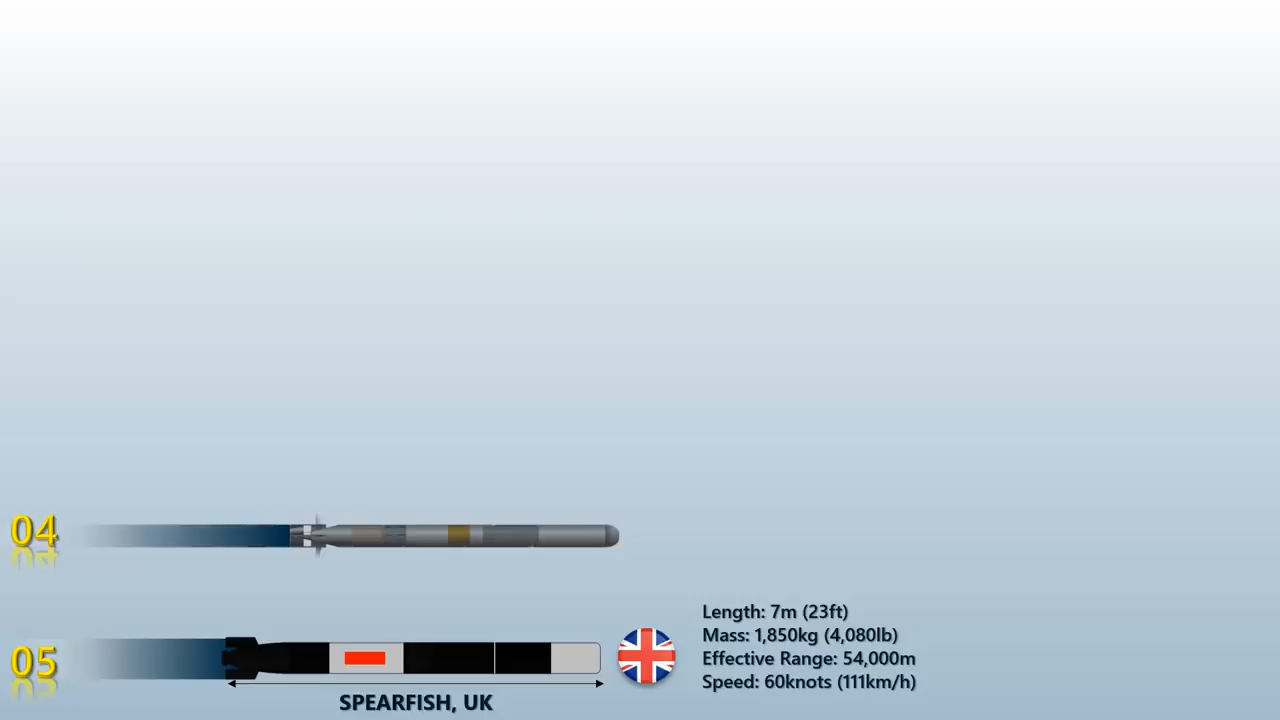 04
05
SPEARFISH, UK
Length: 7m (23ft)
Mass: 1,850kg (4,080lb)
Effective Range: 54,000m
Speed: 60knots (111km/h)